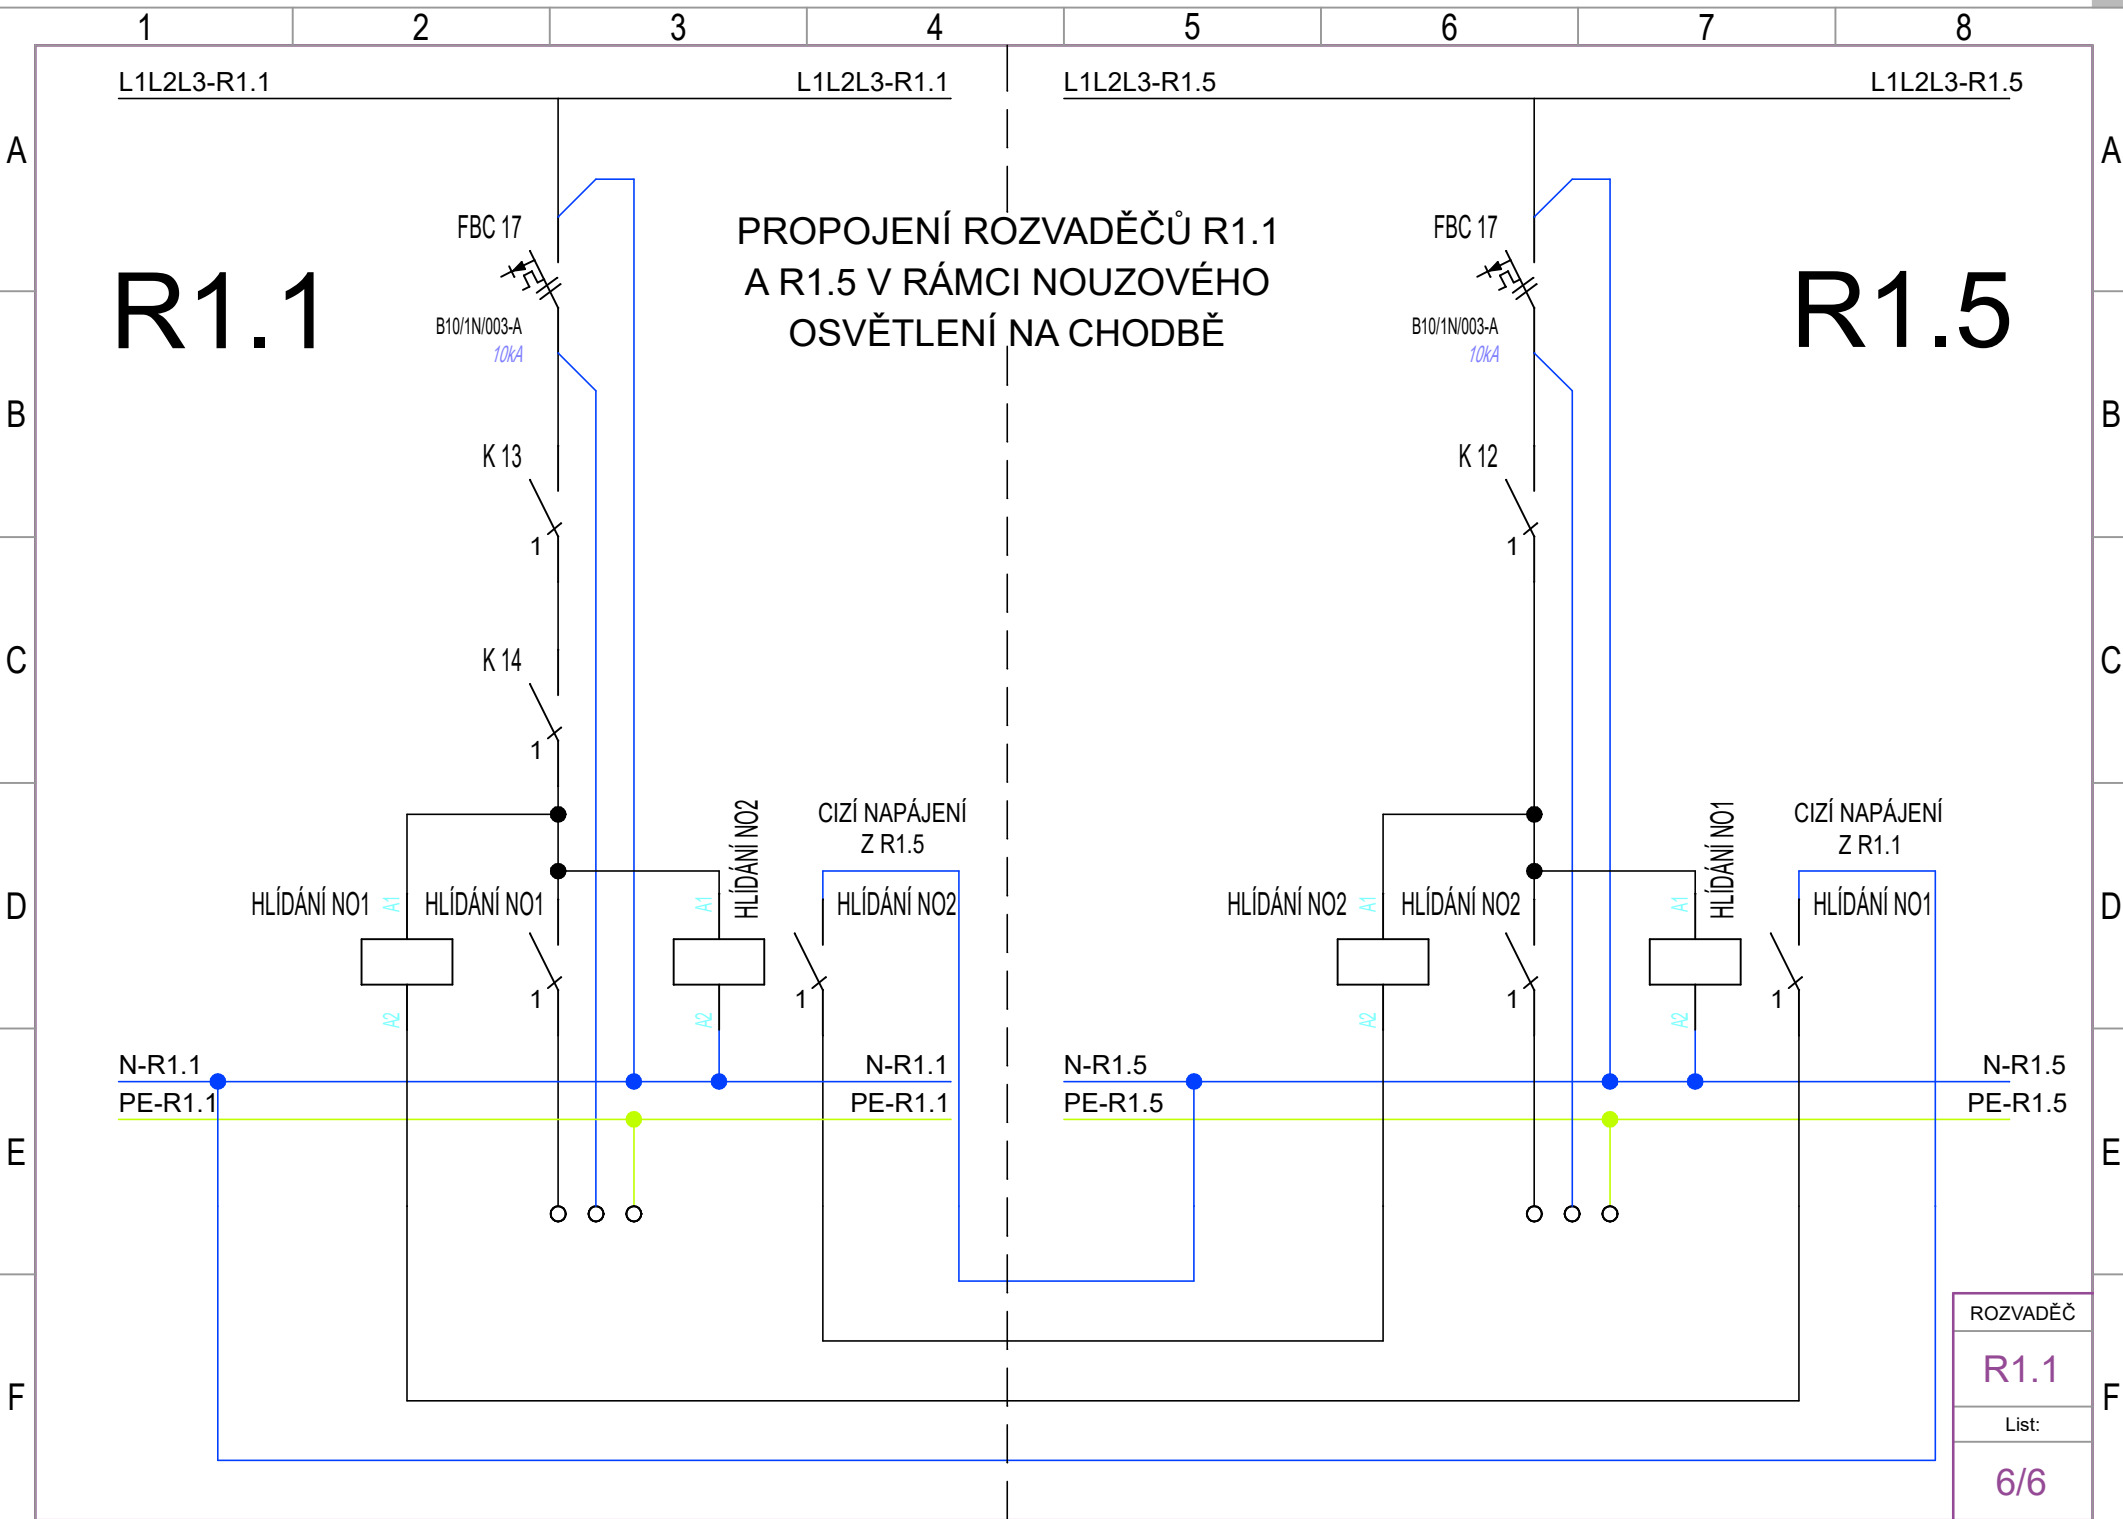 1 2 3 4 5 6 7 8
L1L2L3-R1.1 L1L2L3-R1.1 L1L2L3-R1.5 L1L2L3-R1.5
A A
FBC 17 PROPOJENÍ ROZVADĚČŮ R1.1 FBC 17
R1.1 A R1.5 V RÁMCI NOUZOVÉHO R1.5
B10/1N/003-A OSVĚTLENÍ NA CHODBĚ B10/1N/003-A
10kA 10kA
B B
K 13 K 12
1 1
C K 14 C
1
HLÍDÁNÍ NO2 CIZÍ NAPÁJENÍ HLÍDÁNÍ NO1 CIZÍ NAPÁJENÍ
Z R1.5 Z R1.1
D HLÍDÁNÍ NO1 A1 HLÍDÁNÍ NO1 A1 HLÍDÁNÍ NO2 HLÍDÁNÍ NO2 A1 HLÍDÁNÍ NO2 A1 HLÍDÁNÍ NO1 D
1 1 1 1
A2 A2 A2 A2
N-R1.1 N-R1.1 N-R1.5 N-R1.5
PE-R1.1 PE-R1.1 PE-R1.5 PE-R1.5
E E
ROZVADĚČ
R1.1
F F
List:
6/6